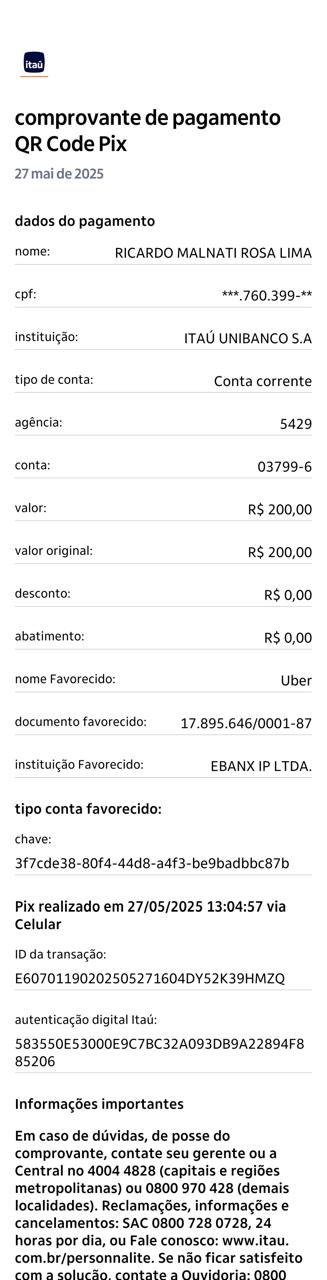 itaú
comprovante de pagamento
QR Code Pix
27 mai de 2025
dados do pagamento
nome: RICARDO MALNATI ROSA LIMA
cpf: ***.760.399-**
instituição: ITAÚ UNIBANCO S.A
tipo de conta: Conta corrente
agência: 5429
conta: 03799-6
valor: R$ 200,00
valor original: R$ 200,00
desconto: R$ 0,00
abatimento: R$ 0,00
nome Favorecido: Uber
documento favorecido: 17.895.646/0001-87
instituição Favorecido: EBANX IP LTDA.
tipo conta favorecido:
chave:
3f7cde38-80f4-44d8-a4f3-be9badbbc87b
Pix realizado em 27/05/2025 13:04:57 via
Celular
ID da transação:
E60701190202505271604DY52K39HMZQ
autenticação digital Itaú:
583550E53000E9C7BC32A093DB9A22894F8
85206
Informações importantes
Em caso de dúvidas, de posse do
comprovante, contate seu gerente ou a
Central no 4004 4828 (capitais e regiões
metropolitanas) ou 0800 970 428 (demais
localidades). Reclamações, informações e
cancelamentos: SAC 0800 728 0728, 24
horas por dia, ou Fale conosco: www.itau.
com.br/personnalite. Se não ficar satisfeito
com a solução, contate a Ouvidoria: 0800